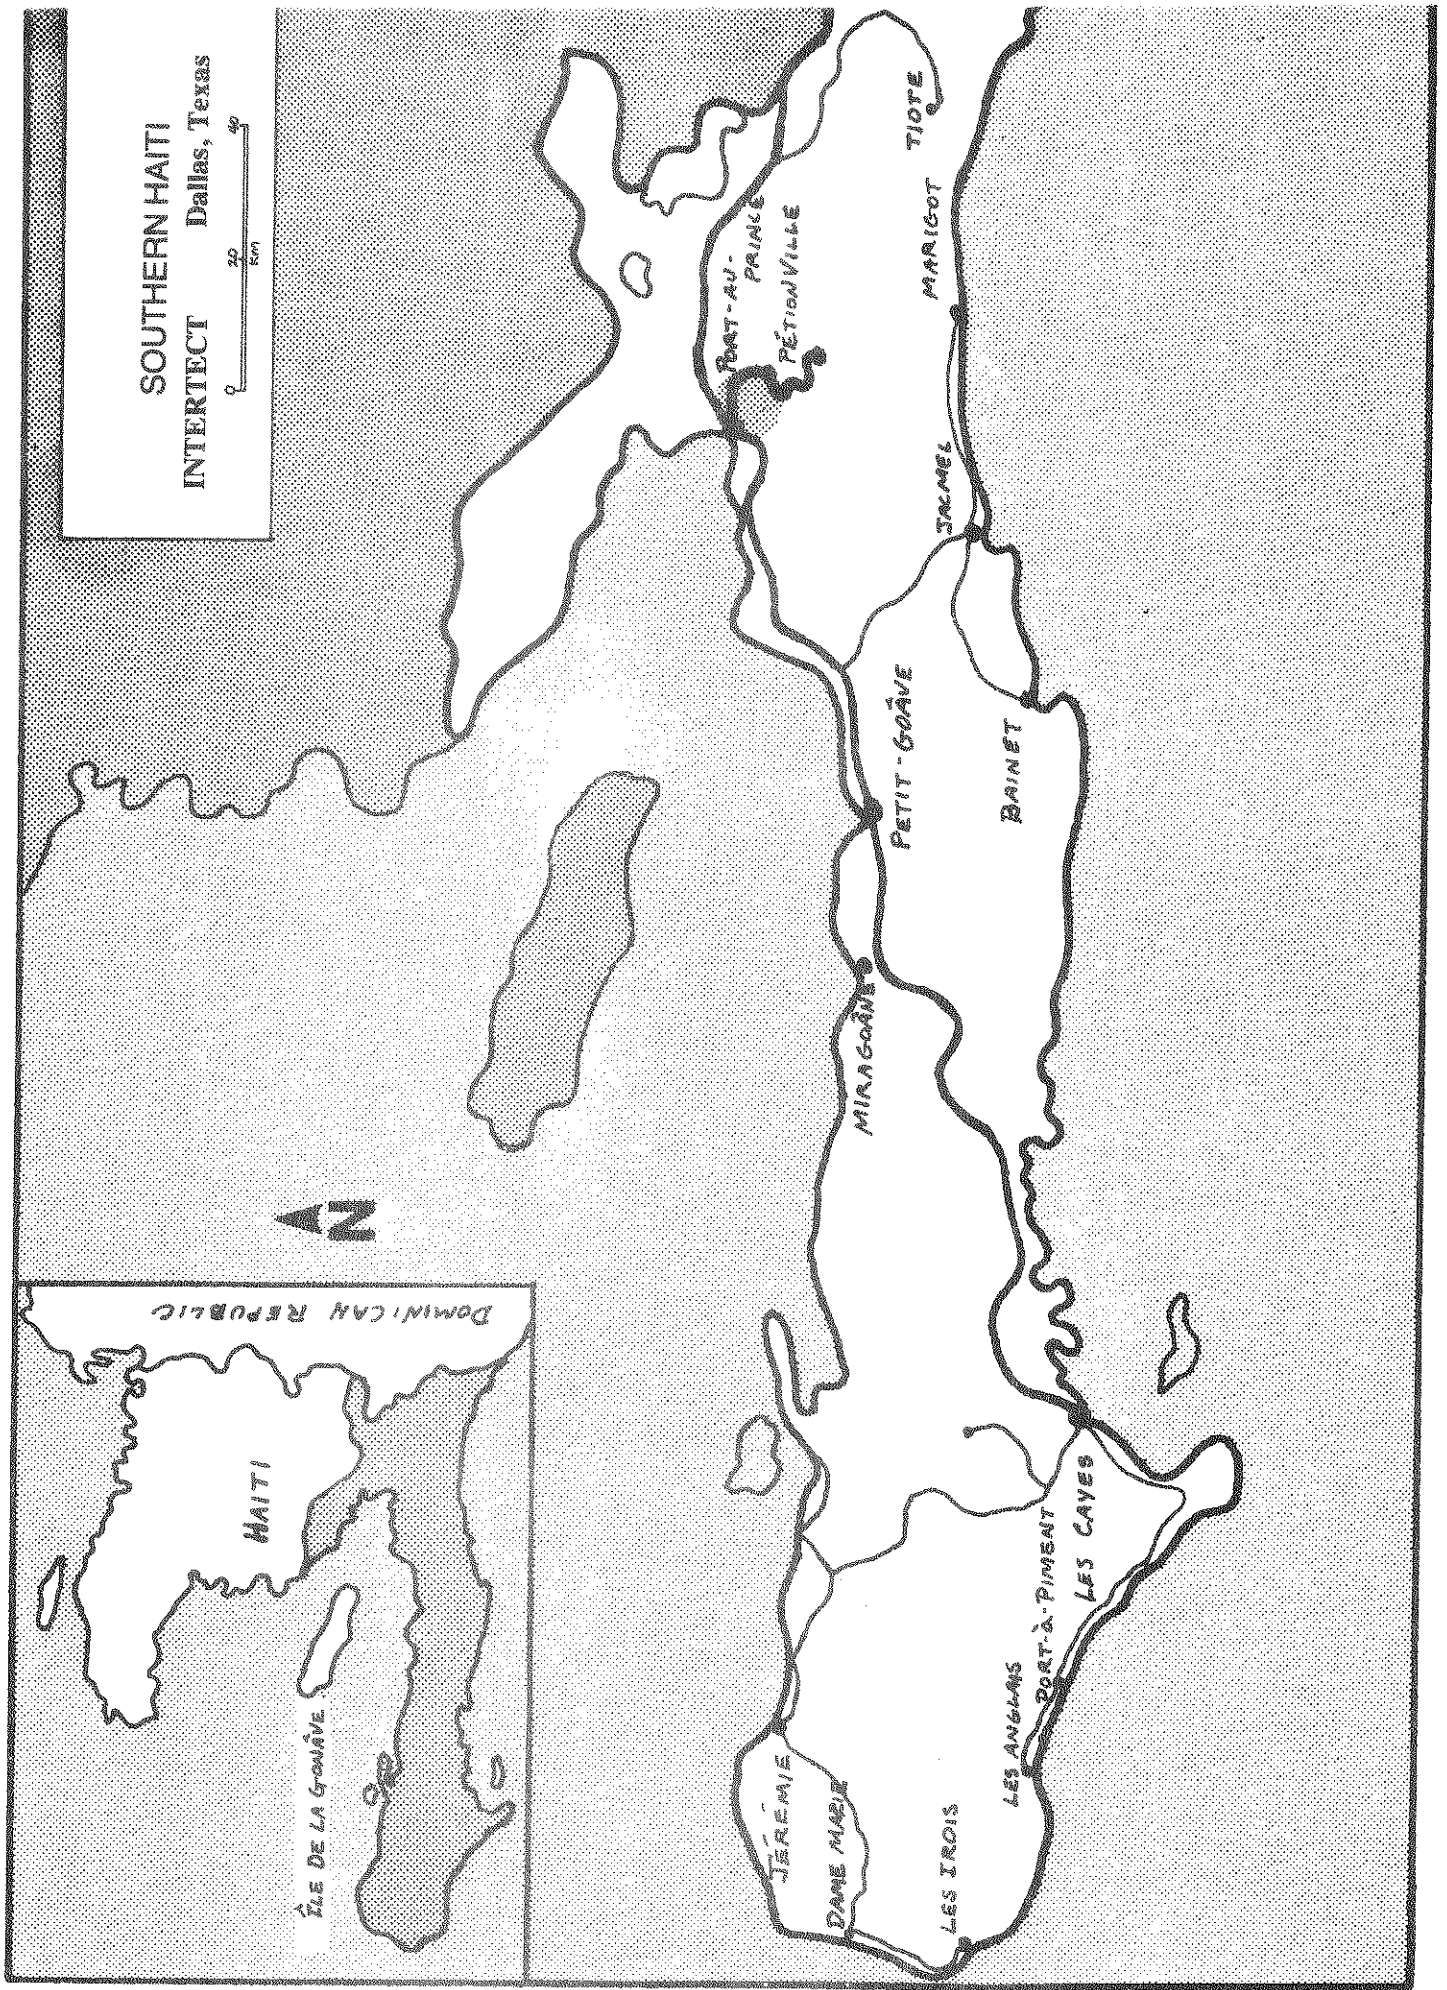 SOUTHERN HAITI
INTERTECT Dallas, Texas
0 20 40
KM
N
DOMINICAN REPUBLIC
HAITI
ÎLE DE LA GONÂVE
PORT-AU-
PRINCE
PÉTIONVILLE
TIOTE
MARIGOT
JACMEL
PETIT-GOÂVE
BAINET
MIRAGOÂNE
LES CAYES
PORT-à-PIMENT
LES ANGLAIS
JÉRÉMIE
DAME MARIE
LES IROIS